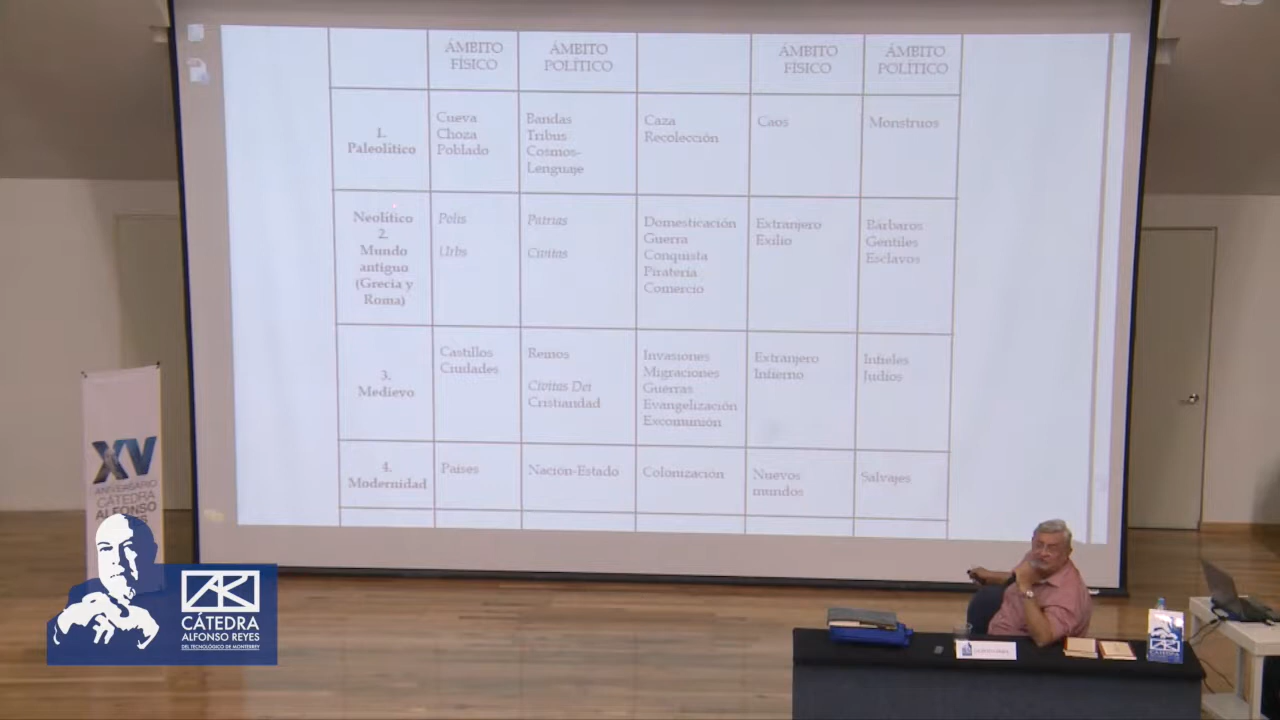 ÁMBITO
FÍSICO
ÁMBITO
POLÍTICO
ÁMBITO
FÍSICO
ÁMBITO
POLÍTICO
1.
Paleolítico
Cueva
Choza
Poblado
Bandas
Tribus
Cosmos-
Lenguaje
Caza
Recolección
Caos
Monstruos
Neolítico
2.
Mundo
antiguo
(Grecia y
Roma)
Polis
Urbs
Patrias
Civitas
Domesticación
Guerra
Conquista
Piratería
Comercio
Extranjero
Exilio
Bárbaros
Gentiles
Esclavos
3.
Medievo
Castillos
Ciudades
Reinos
Civitas Dei
Cristiandad
Invasiones
Migraciones
Guerras
Evangelización
Excomunión
Extranjero
Infierno
Infieles
Judíos
4.
Modernidad
Países
Nación-Estado
Colonización
Nuevos
mundos
Salvajes
XV
ANIVERSARIO
CÁTEDRA
ALFONSO
CÁTEDRA
ALFONSO REYES
DEL TECNOLÓGICO DE MONTERREY